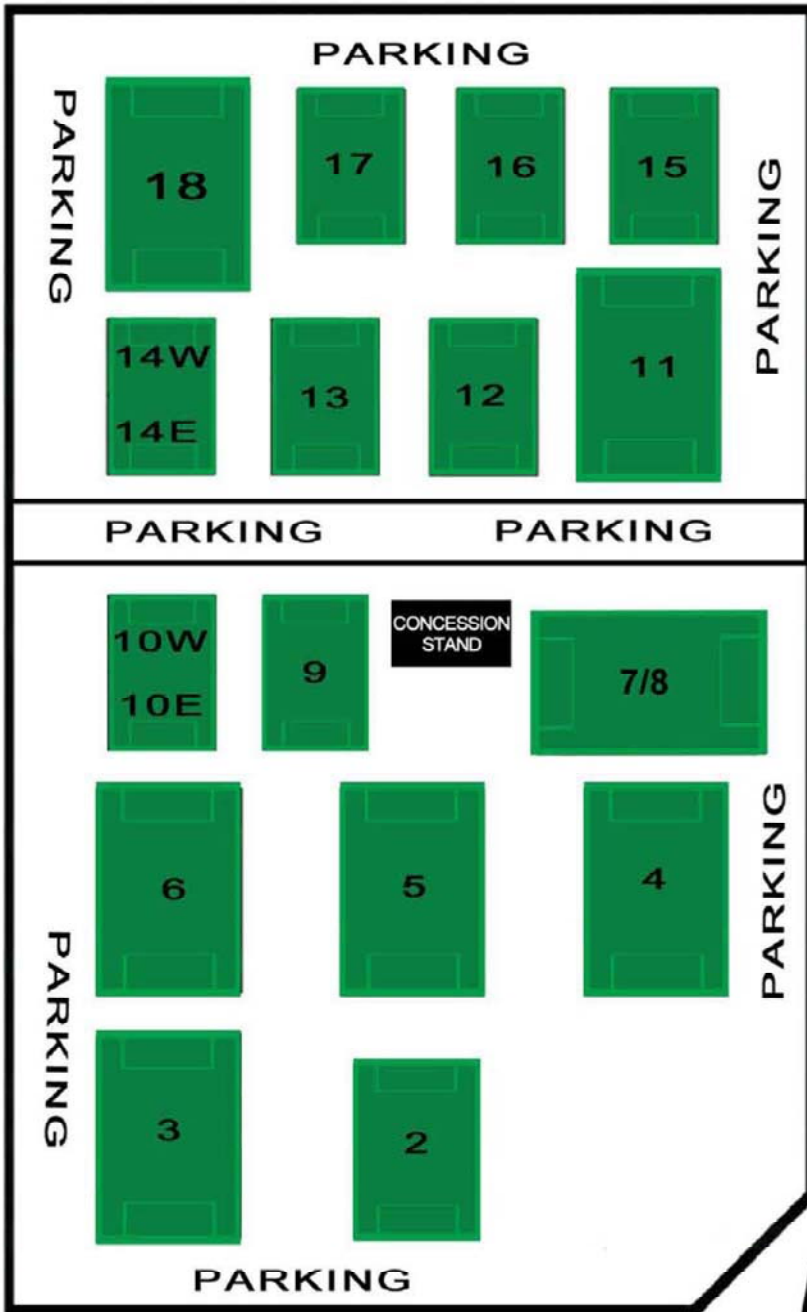 PARKING
PARKING
18
17
16
15
PARKING
14W
14E
13
12
11
PARKING
PARKING
10W
10E
9
CONCESSION
STAND
7/8
6
5
4
PARKING
PARKING
3
2
PARKING